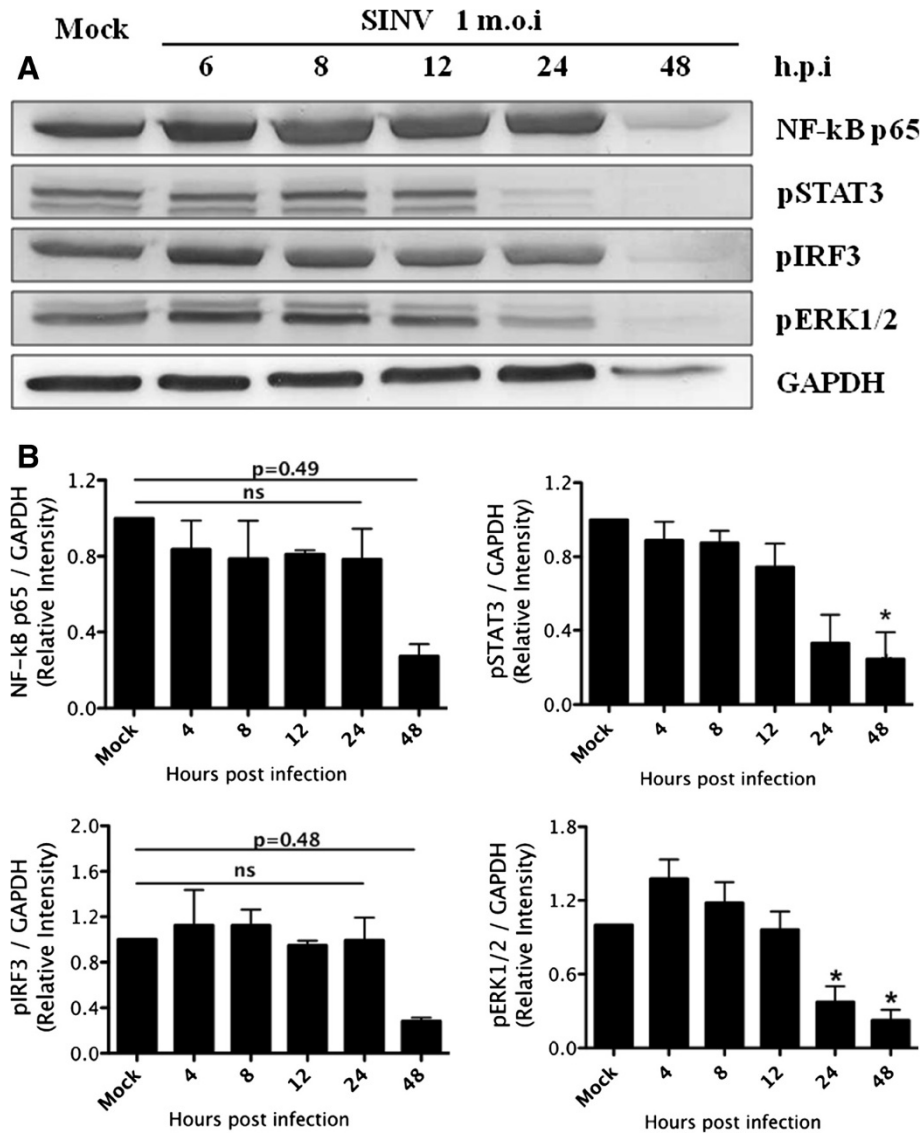 Mock SINV 1 m.o.i
A 6 8 12 24 48 h.p.i
NF-kB p65
pSTAT3
pIRF3
pERK1/2
GAPDH
B
p=0.49
ns
NF-kB p65 / GAPDH
(Relative Intensity)
1.2
0.8
0.4
0.0
Mock 4 8 12 24 48
Hours post infection
pSTAT3 / GAPDH
(Relative Intensity)
1.2
0.8
0.4
0.0
*
Mock 4 8 12 24 48
Hours post infection
p=0.48
ns
pIRF3 / GAPDH
(Relative Intensity)
2.0
1.6
1.2
0.8
0.4
0.0
Mock 4 8 12 24 48
Hours post infection
pERK1/2 / GAPDH
(Relative Intensity)
1.8
1.2
0.6
0.0
* *
Mock 4 8 12 24 48
Hours post infection